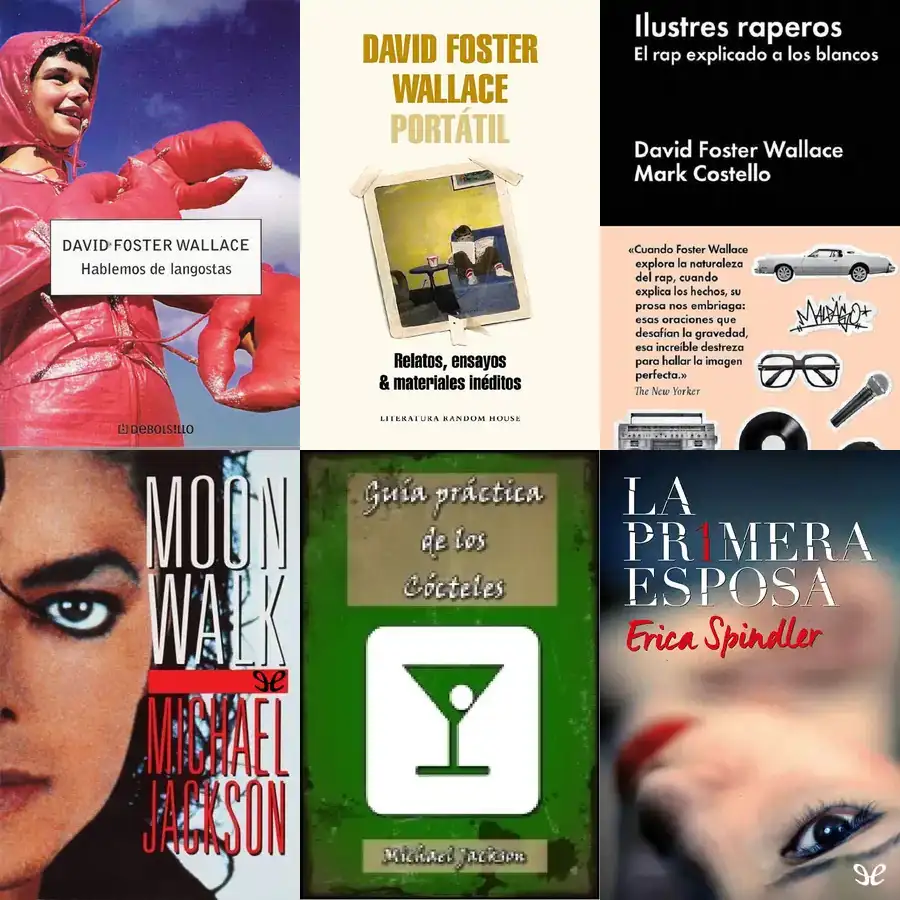 DAVID FOSTER WALLACE
Hablemos de langostas
DEBOLS!LLO
DAVID FOSTER
WALLACE
PORTÁTIL
Relatos, ensayos
& materiales inéditos
LITERATURA RANDOM HOUSE
Ilustres raperos
El rap explicado a los blancos
David Foster Wallace
Mark Costello
«Cuando Foster Wallace
explora la naturaleza
del rap, cuando
explica los hechos, su
prosa nos embriaga:
esas oraciones que
desafían la gravedad,
esa increíble destreza
para hallar la imagen
perfecta.»
The New Yorker
MOON
WALK
MICHAEL
JACKSON
Guía práctica
de los
Cócteles
Michael Jackson
LA
PR1MERA
ESPOSA
Erica Spindler